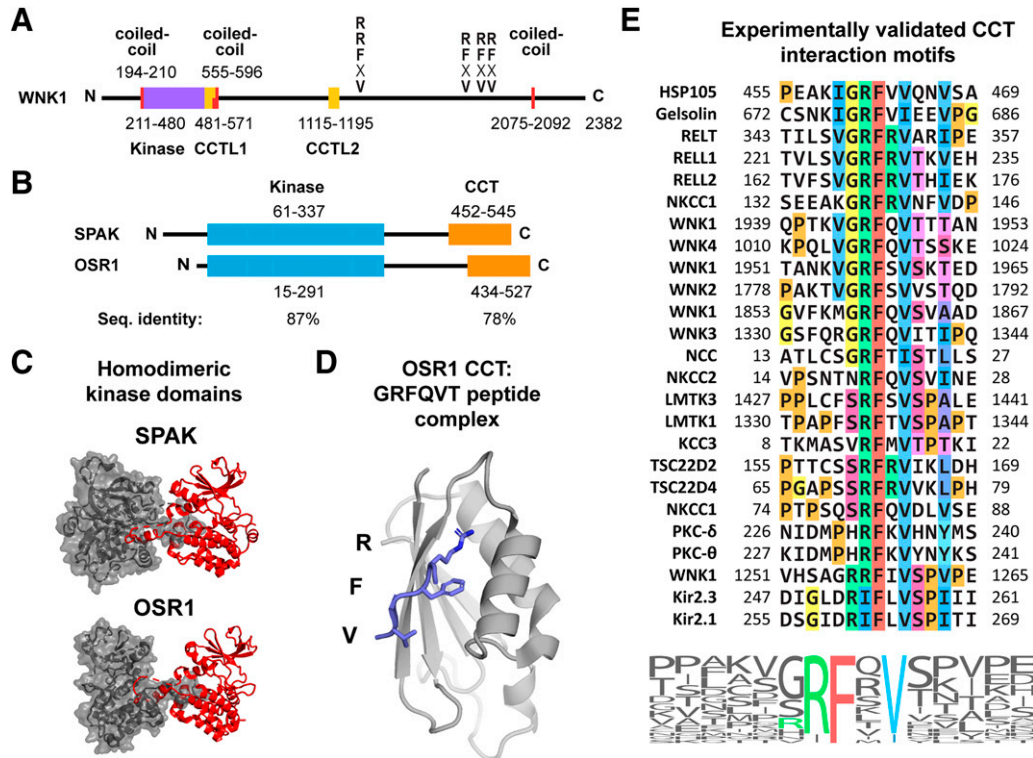 A
coiled-coil 194-210
coiled-coil 555-596
R R F X V
R F X V
R F X V
R R F X V
coiled-coil
WNK1 N C
211-480 481-571 1115-1195 2075-2092 2382
Kinase CCTL1 CCTL2
B
Kinase CCT
61-337 452-545
SPAK N C
OSR1 N C
15-291 434-527
Seq. identity: 87% 78%
C
Homodimeric
kinase domains
SPAK
OSR1
D
OSR1 CCT:
GRFQVT peptide
complex
R
F
V
E
Experimentally validated CCT
interaction motifs
HSP105 455 PEAKIGRFVVQNVSA 469
Gelsolin 672 CSNKIGRFVIEEVPG 686
RELT 343 TILSVGRFRVARIPE 357
RELL1 221 TVLSVGRFRVTKVEH 235
RELL2 162 TVFSVGRFRVTHIEK 176
NKCC1 132 SEEAKGRFRVNFVDP 146
WNK1 1939 QPTKVGRFQVTTTAN 1953
WNK4 1010 KPQLVGRFQVTSSKE 1024
WNK1 1951 TANKVGRFSVSKTED 1965
WNK2 1778 PAKTVGRFSVVSTQD 1792
WNK1 1853 GVFKMGRFQVSVAAD 1867
WNK3 1330 GSFQRGRFQVITIPQ 1344
NCC 13 ATLCSGRFTISTLLS 27
NKCC2 14 VPSNTNRFQVSVINE 28
LMTK3 1427 PPLCFSRFSVSPALE 1441
LMTK1 1330 TPAPFSRFTVSPAPT 1344
KCC3 8 TKMASVRFMVTPTKI 22
TSC22D2 155 PTTCSSRFRVIKLDH 169
TSC22D4 65 PGAPSSRFRVVKLPH 79
NKCC1 74 PTPSQSRFQVDLVSE 88
PKC-δ 226 NIDMPHRFKVHNYMS 240
PKC-θ 227 KIDMPHRFKVYNYKS 241
WNK1 1251 VHSAGRRFIVSPVPE 1265
Kir2.3 247 DIGLDRIFLVSPIII 261
Kir2.1 255 DSGIDRIFLVSPITI 269
PPEKVGRFQVSPVPE